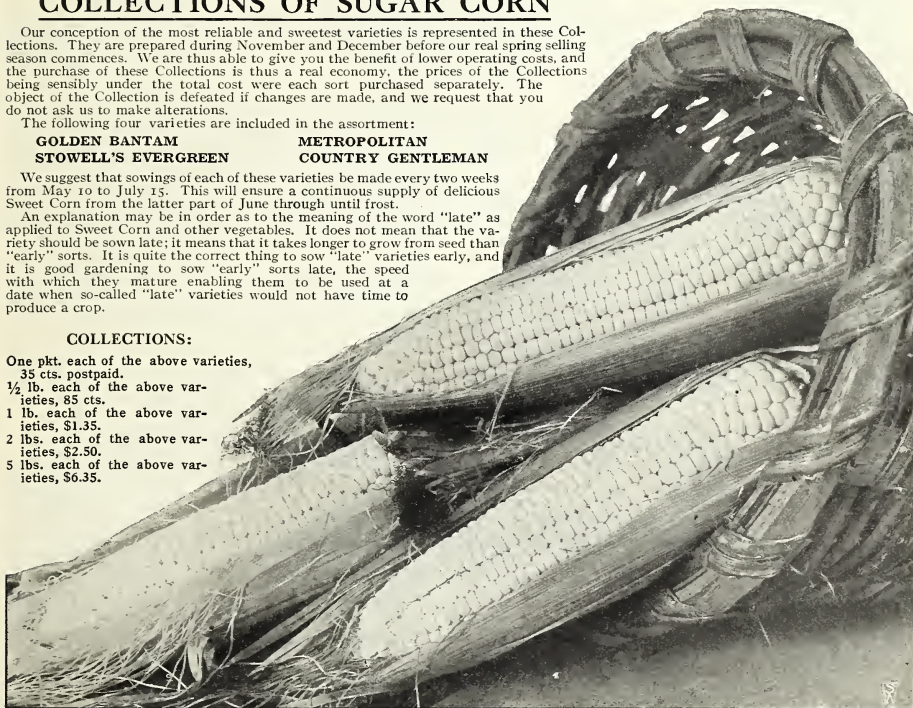 COLLECTIONS OF SUGAR CORN
Our conception of the most reliable and sweetest varieties is represented in these Col-
lections. They are prepared during November and December before our real spring selling
season commences. We are thus able to give you the benefit of lower operating costs, and
the purchase of these Collections is thus a real economy, the prices of the Collections
being sensibly under the total cost were each sort purchased separately. The
object of the Collection is defeated if changes are made, and we request that you
do not ask us to make alterations.
The following four varieties are included in the assortment:
GOLDEN BANTAM METROPOLITAN
STOWELL'S EVERGREEN COUNTRY GENTLEMAN
We suggest that sowings of each of these varieties be made every two weeks
from May 10 to July 15. This will ensure a continuous supply of delicious
Sweet Corn from the latter part of June through until frost.
An explanation may be in order as to the meaning of the word "late" as
applied to Sweet Corn and other vegetables. It does not mean that the va-
riety should be sown late; it means that it takes longer to grow from seed than
"early" sorts. It is quite the correct thing to sow "late" varieties early, and
it is good gardening to sow "early" sorts late, the speed
with which they mature enabling them to be used at a
date when so-called "late" varieties would not have time to
produce a crop.
COLLECTIONS:
One pkt. each of the above varieties,
35 cts. postpaid.
½ lb. each of the above var-
ieties, 85 cts.
1 lb. each of the above var-
ieties, $1.35.
2 lbs. each of the above var-
ieties, $2.50.
5 lbs. each of the above var-
ieties, $6.35.